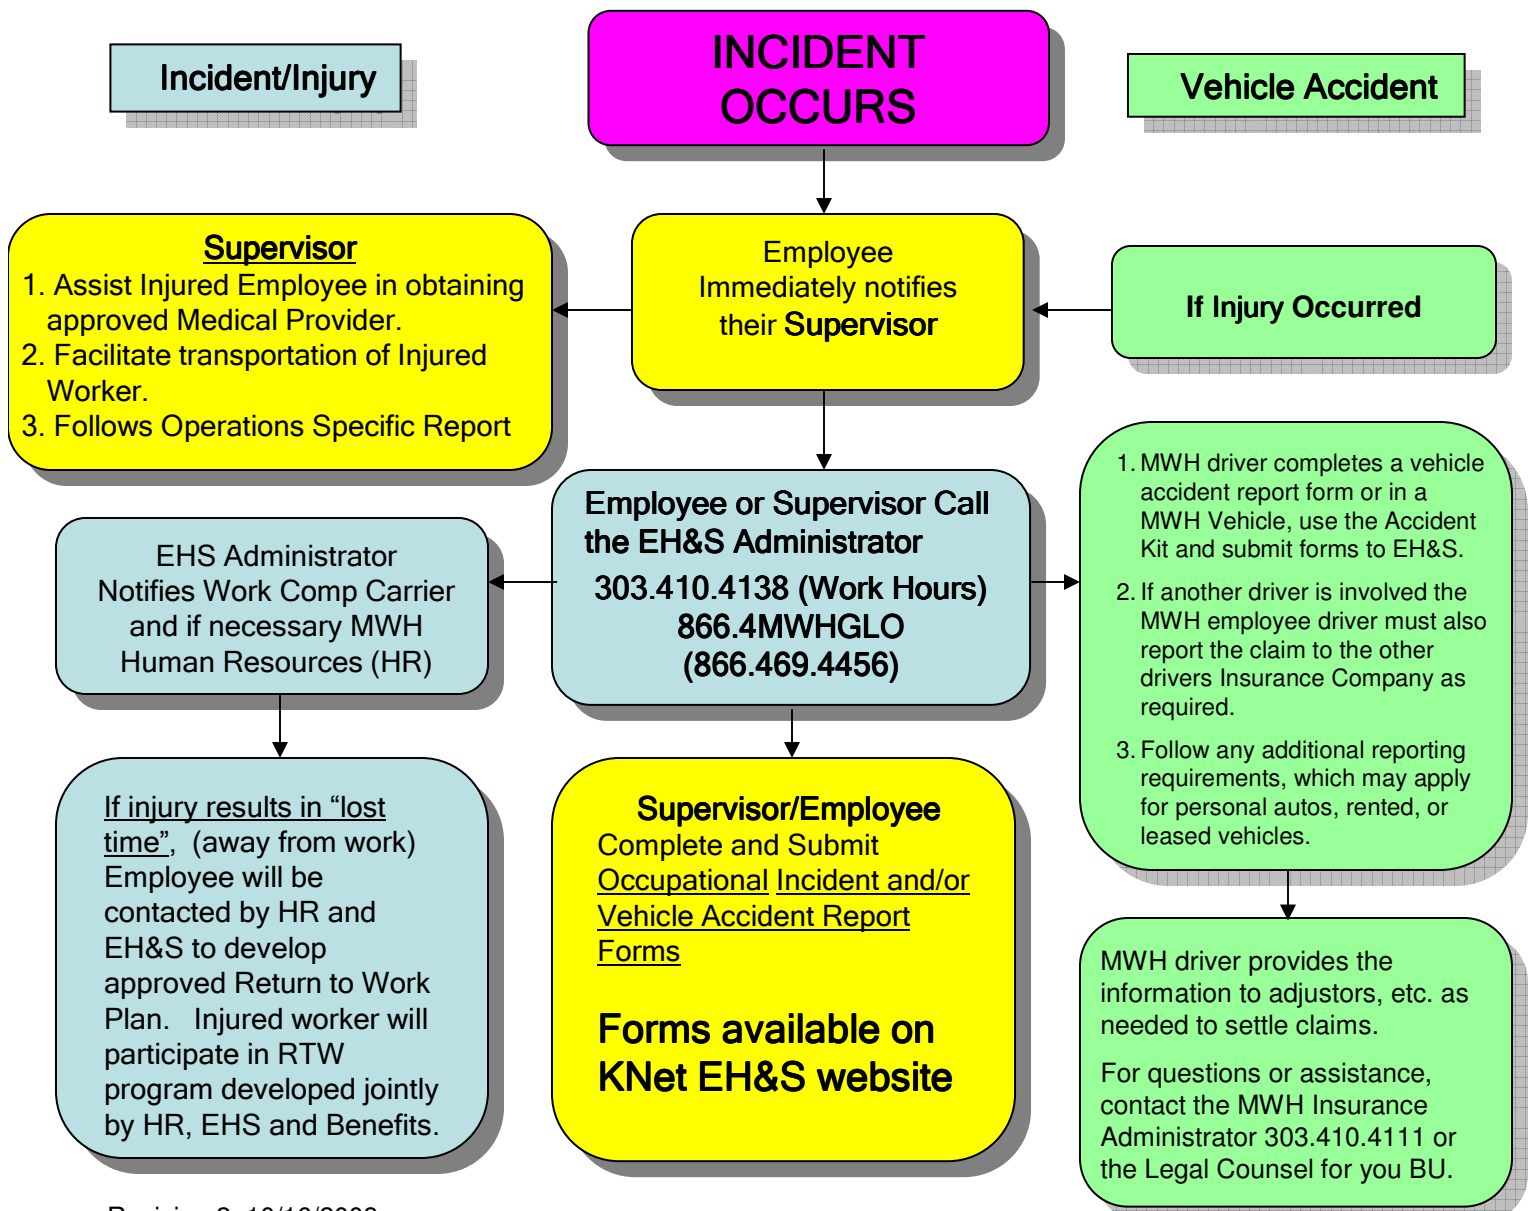 Incident/Injury
INCIDENT
OCCURS
Vehicle Accident
Supervisor
1. Assist Injured Employee in obtaining
approved Medical Provider.
2. Facilitate transportation of Injured
Worker.
3. Follows Operations Specific Report
Employee
Immediately notifies
their Supervisor
If Injury Occurred
EHS Administrator
Notifies Work Comp Carrier
and if necessary MWH
Human Resources (HR)
Employee or Supervisor Call
the EH&S Administrator
303.410.4138 (Work Hours)
866.4MWHGLO
(866.469.4456)
1. MWH driver completes a vehicle
accident report form or in a
MWH Vehicle, use the Accident
Kit and submit forms to EH&S.
2. If another driver is involved the
MWH employee driver must also
report the claim to the other
drivers Insurance Company as
required.
3. Follow any additional reporting
requirements, which may apply
for personal autos, rented, or
leased vehicles.
If injury results in “lost
time”, (away from work)
Employee will be
contacted by HR and
EH&S to develop
approved Return to Work
Plan. Injured worker will
participate in RTW
program developed jointly
by HR, EHS and Benefits.
Supervisor/Employee
Complete and Submit
Occupational Incident and/or
Vehicle Accident Report
Forms
Forms available on
KNet EH&S website
MWH driver provides the
information to adjustors, etc. as
needed to settle claims.
For questions or assistance,
contact the MWH Insurance
Administrator 303.410.4111 or
the Legal Counsel for you BU.